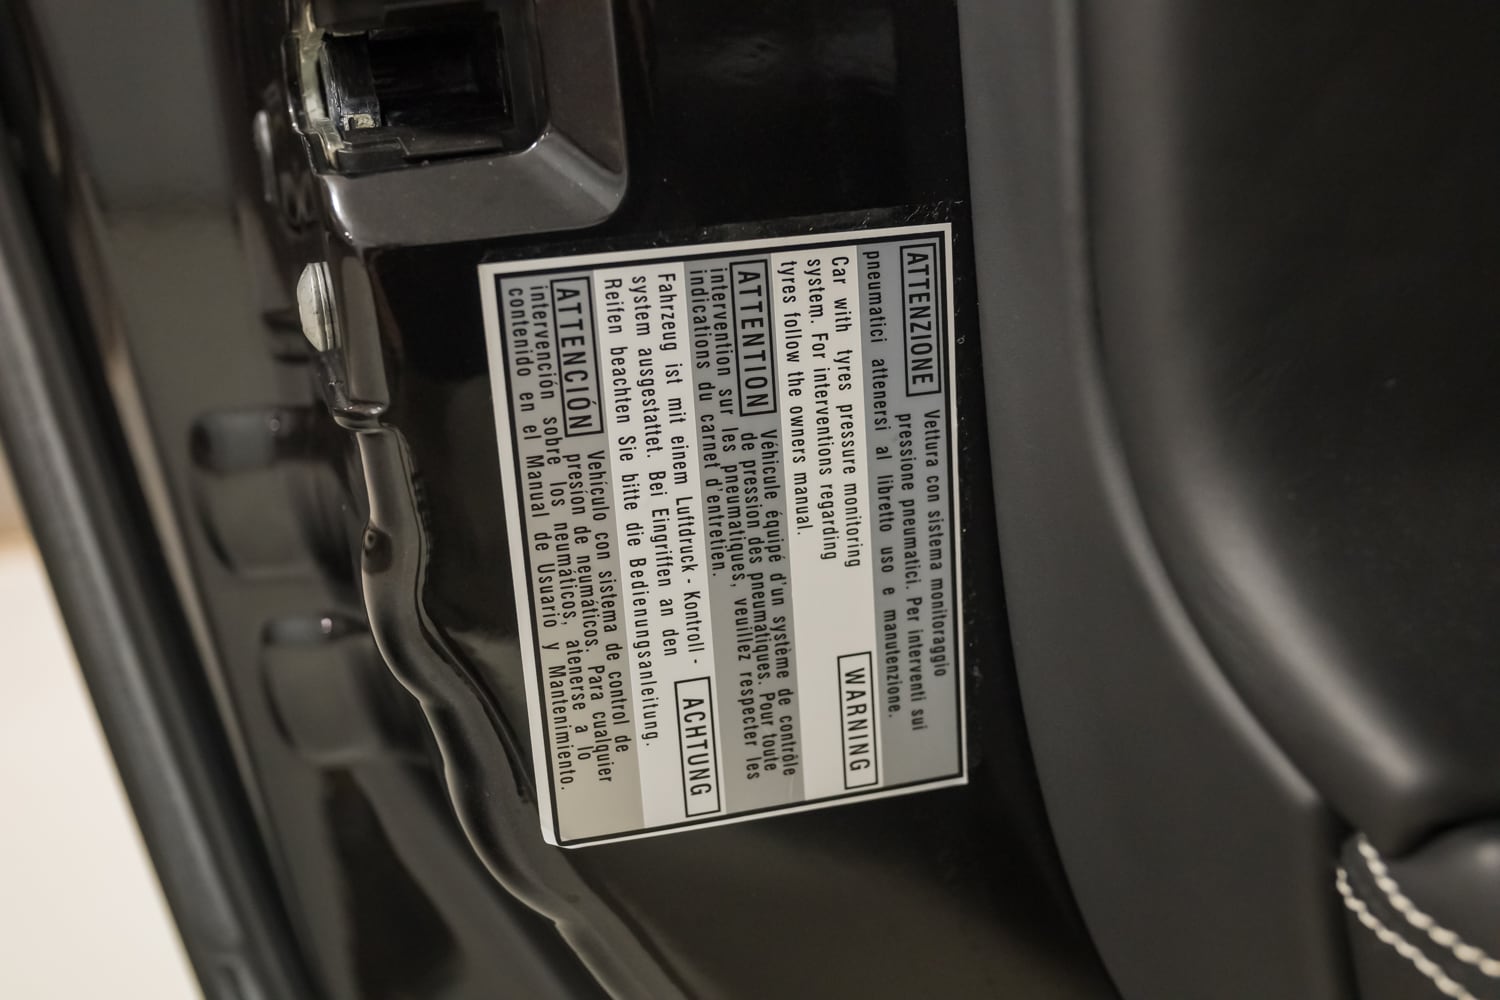 ATTENZIONE Vettura con sistema monitoraggio
pressione pneumatici. Per interventi sui
pneumatici attenersi al libretto uso e manutenzione.
Car with tyres pressure monitoring
system. For interventions regarding
tyres follow the owners manual.
WARNING
ATTENTION Véhicule équipé d'un système de contrôle
de pression des pneumatiques. Pour toute
intervention sur les pneumatiques, veuillez respecter les
indications du carnet d'entretien.
Fahrzeug ist mit einem Luftdruck - Kontroll -
system ausgestattet. Bei Eingriffen an den
Reifen beachten Sie bitte die Bedienungsanleitung.
ACHTUNG
ATTENCIÓN Vehículo con sistema de control de
presión de neumáticos. Para cualquier
intervención sobre los neumáticos, atenerse a lo
contenido en el Manual de Usuario y Mantenimiento.